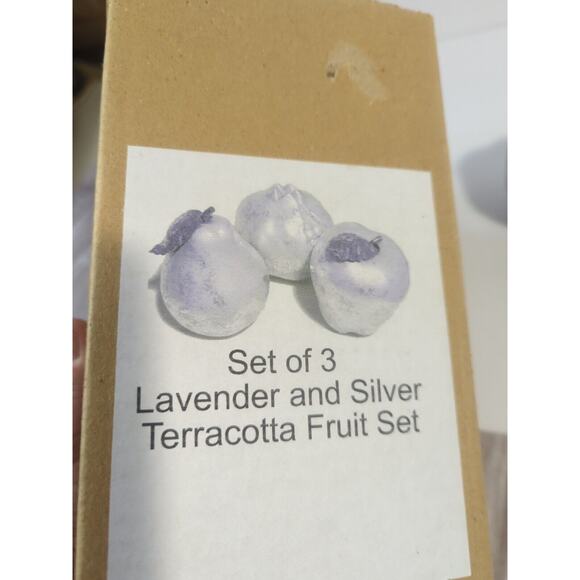 Set of 3
Lavender and Silver
Terracotta Fruit Set